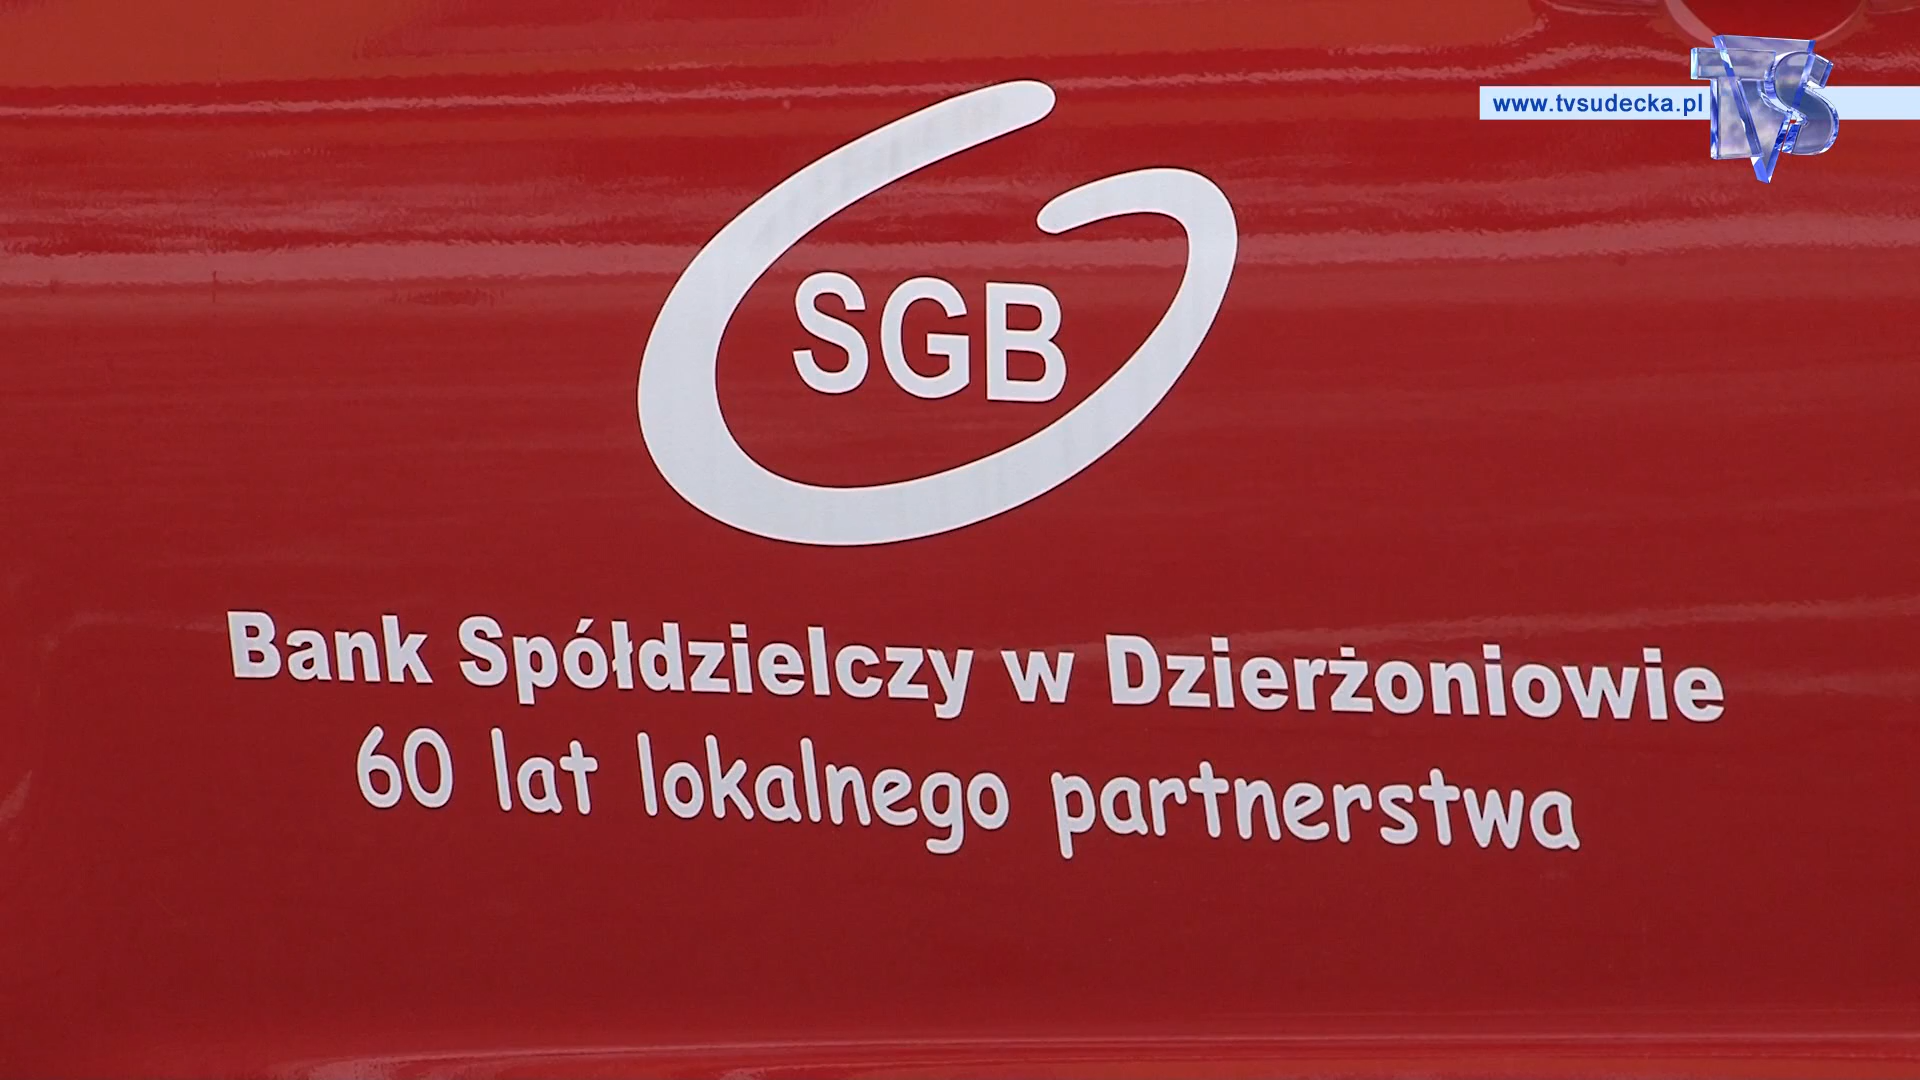 www.tvsudecka.pl
TVS
SGB
Bank Spółdzielczy w Dzierżoniowie
60 lat lokalnego partnerstwa